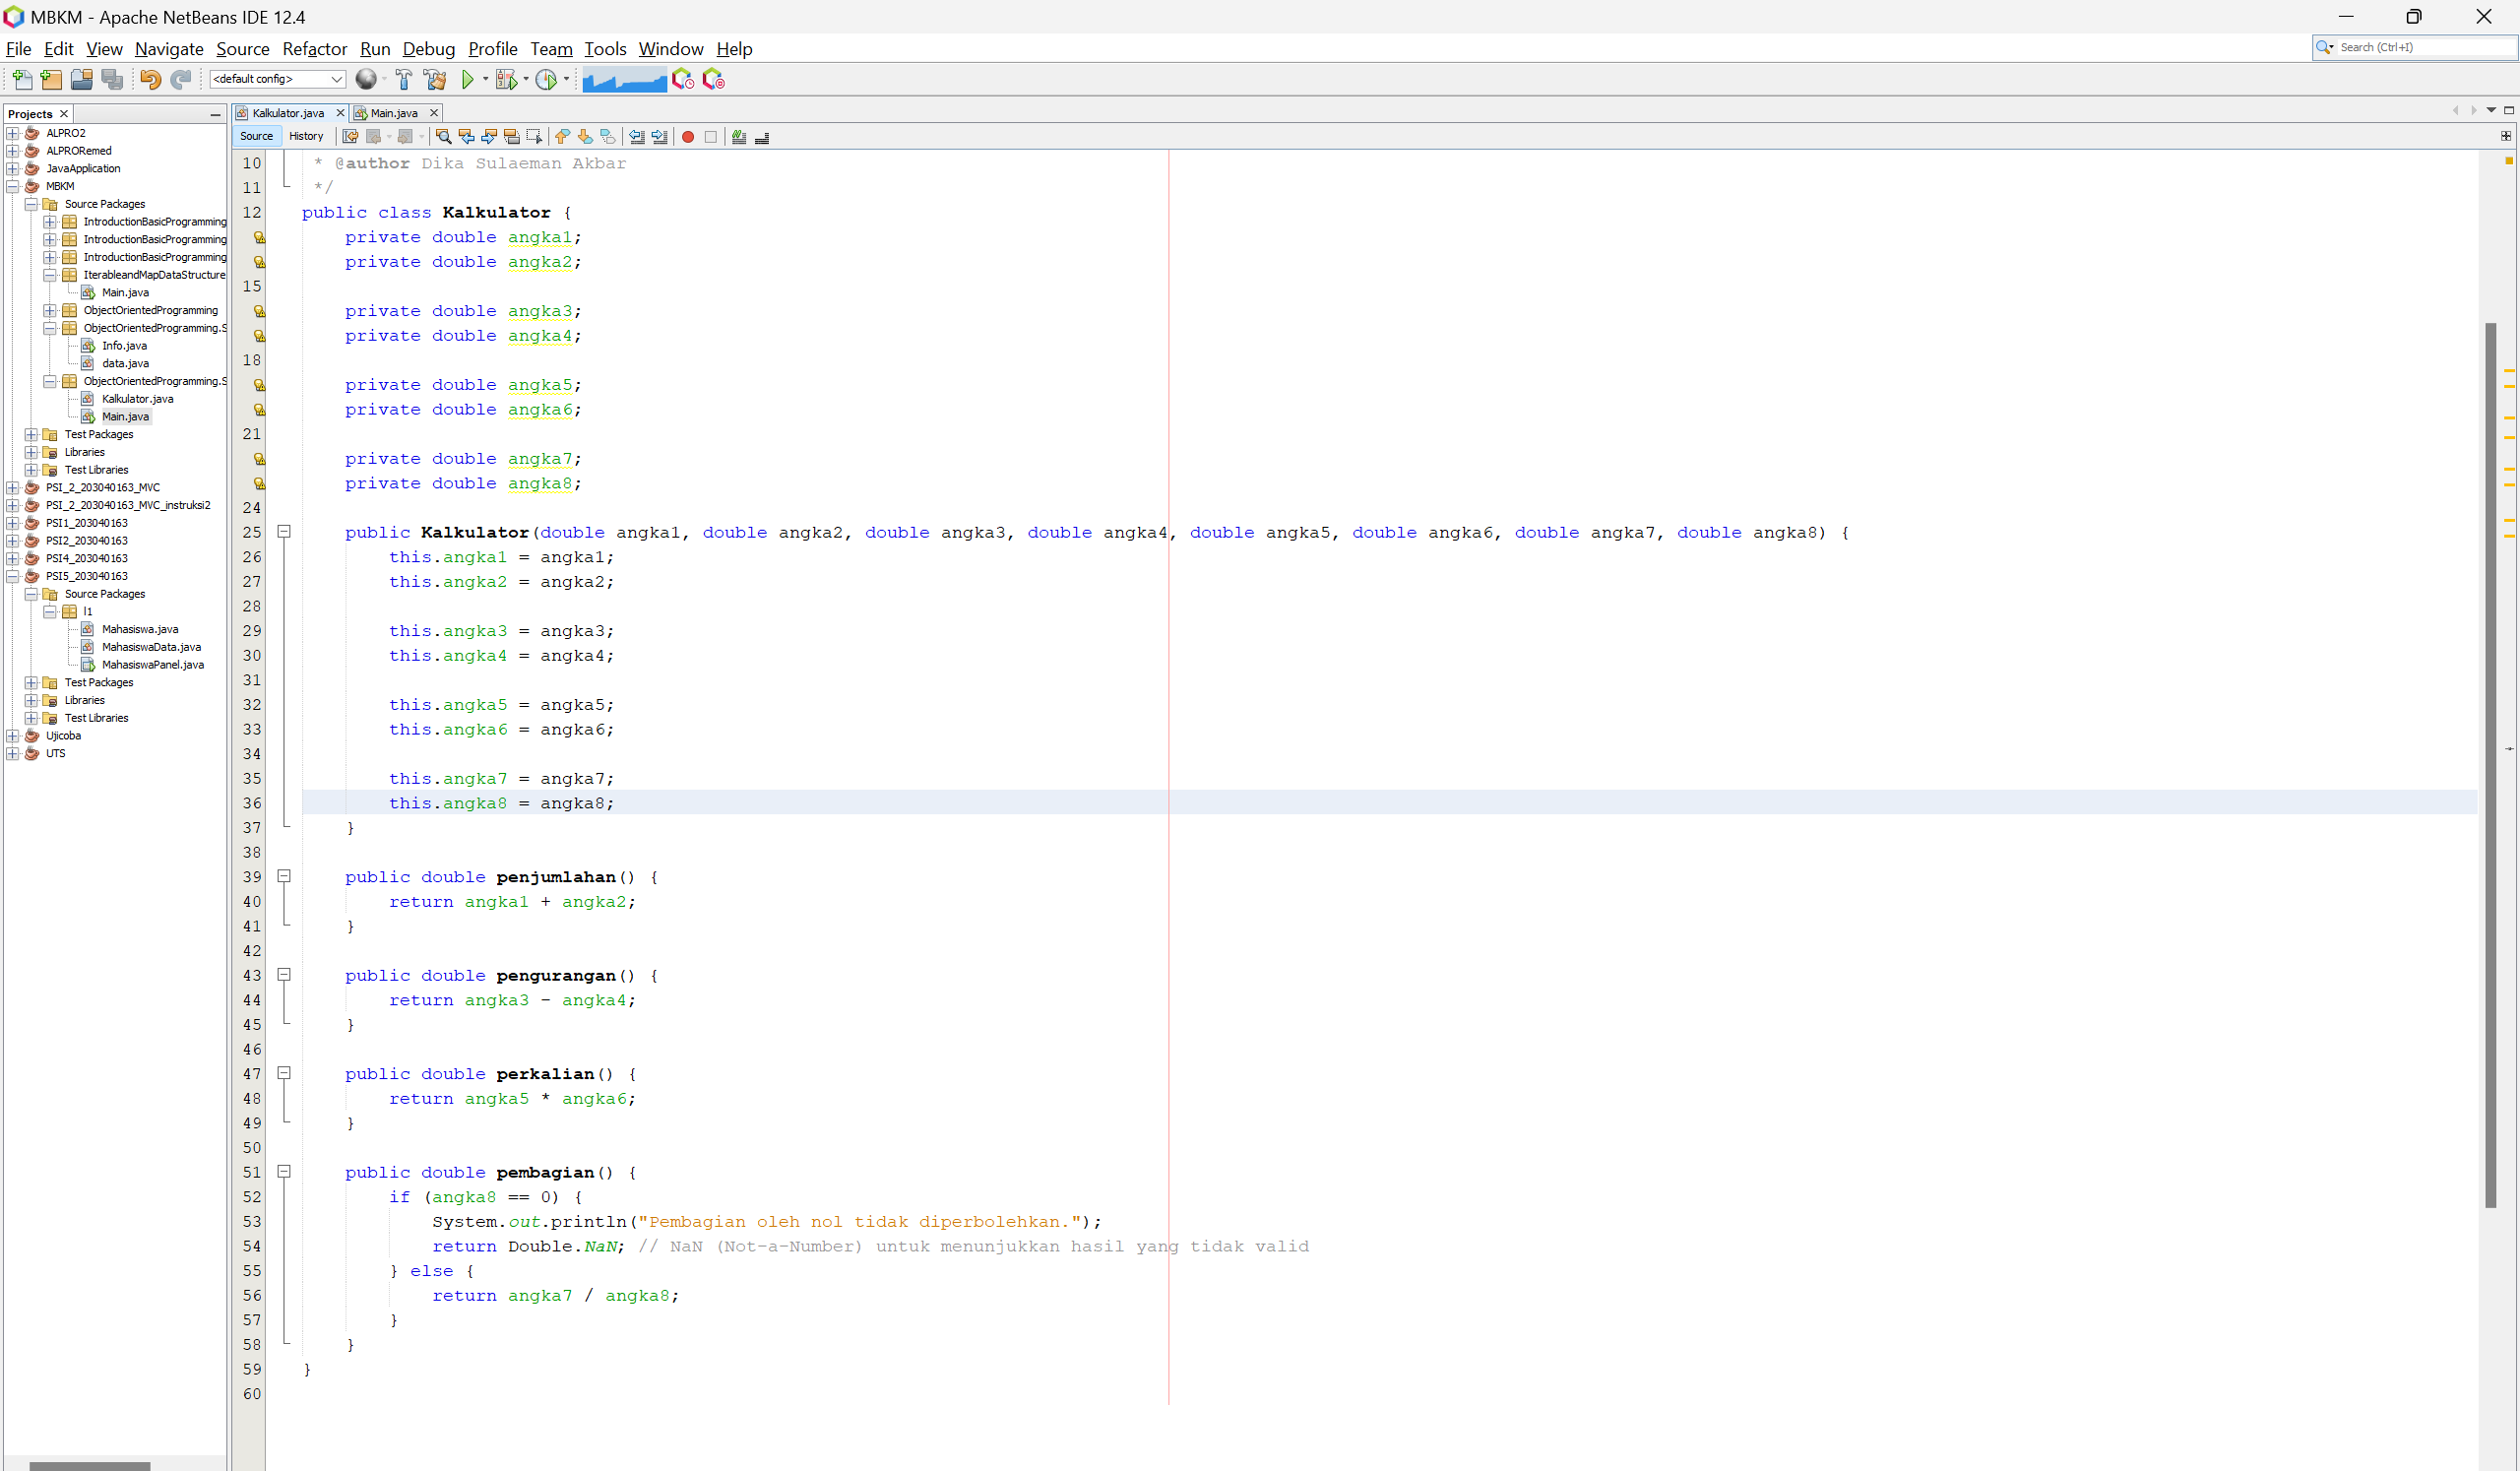 MBKM - Apache NetBeans IDE 12.4
File Edit View Navigate Source Refactor Run Debug Profile Team Tools Window Help
Search (Ctrl+I)
<default config>
Projects
Kalkulator.java
Main.java
Source History
ALPRO2
ALPRORemed
JavaApplication
MBKM
Source Packages
IntroductionBasicProgramming
IntroductionBasicProgramming
IntroductionBasicProgramming
IterableandMapDataStructure
Main.java
ObjectOrientedProgramming
ObjectOrientedProgramming.S
Info.java
data.java
ObjectOrientedProgramming.S
Kalkulator.java
Main.java
Test Packages
Libraries
Test Libraries
PSI_2_203040163_MVC
PSI_2_203040163_MVC_instruksi2
PSI1_203040163
PSI2_203040163
PSI4_203040163
PSI5_203040163
Source Packages
l1
Mahasiswa.java
MahasiswaData.java
MahasiswaPanel.java
Test Packages
Libraries
Test Libraries
Ujicoba
UTS
10 * @author Dika Sulaeman Akbar
11 */
12 public class Kalkulator {
private double angka1;
private double angka2;
15
private double angka3;
private double angka4;
18
private double angka5;
private double angka6;
21
private double angka7;
private double angka8;
24
25 public Kalkulator(double angka1, double angka2, double angka3, double angka4, double angka5, double angka6, double angka7, double angka8) {
26 this.angka1 = angka1;
27 this.angka2 = angka2;
28
29 this.angka3 = angka3;
30 this.angka4 = angka4;
31
32 this.angka5 = angka5;
33 this.angka6 = angka6;
34
35 this.angka7 = angka7;
36 this.angka8 = angka8;
37 }
38
39 public double penjumlahan() {
40 return angka1 + angka2;
41 }
42
43 public double pengurangan() {
44 return angka3 - angka4;
45 }
46
47 public double perkalian() {
48 return angka5 * angka6;
49 }
50
51 public double pembagian() {
52 if (angka8 == 0) {
53 System.out.println("Pembagian oleh nol tidak diperbolehkan.");
54 return Double.NaN; // NaN (Not-a-Number) untuk menunjukkan hasil yang tidak valid
55 } else {
56 return angka7 / angka8;
57 }
58 }
59 }
60